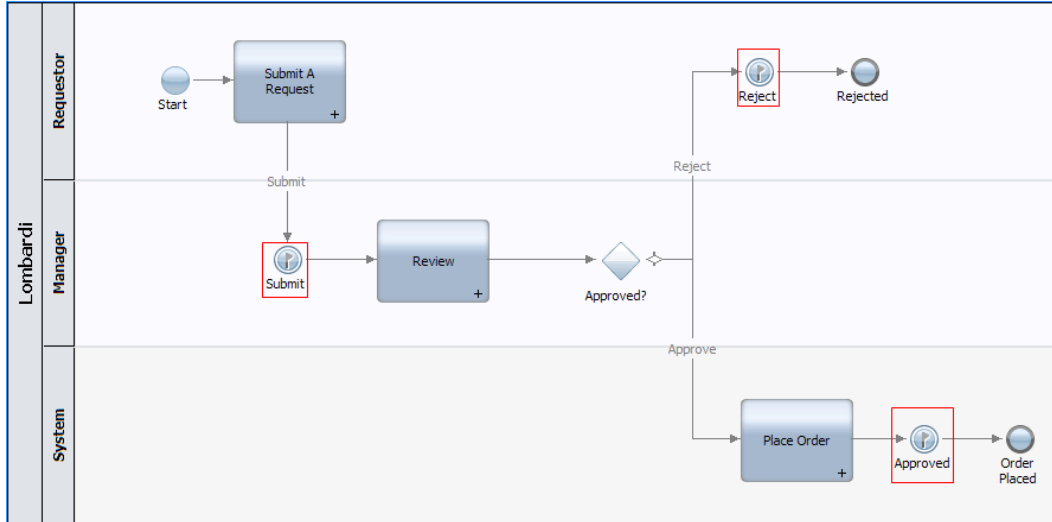 Lombardi
Requestor
Start
Submit A
Request
Reject
Rejected
Submit
Reject
Manager
Submit
Review
Approved?
Approve
System
Place Order
Approved
Order
Placed